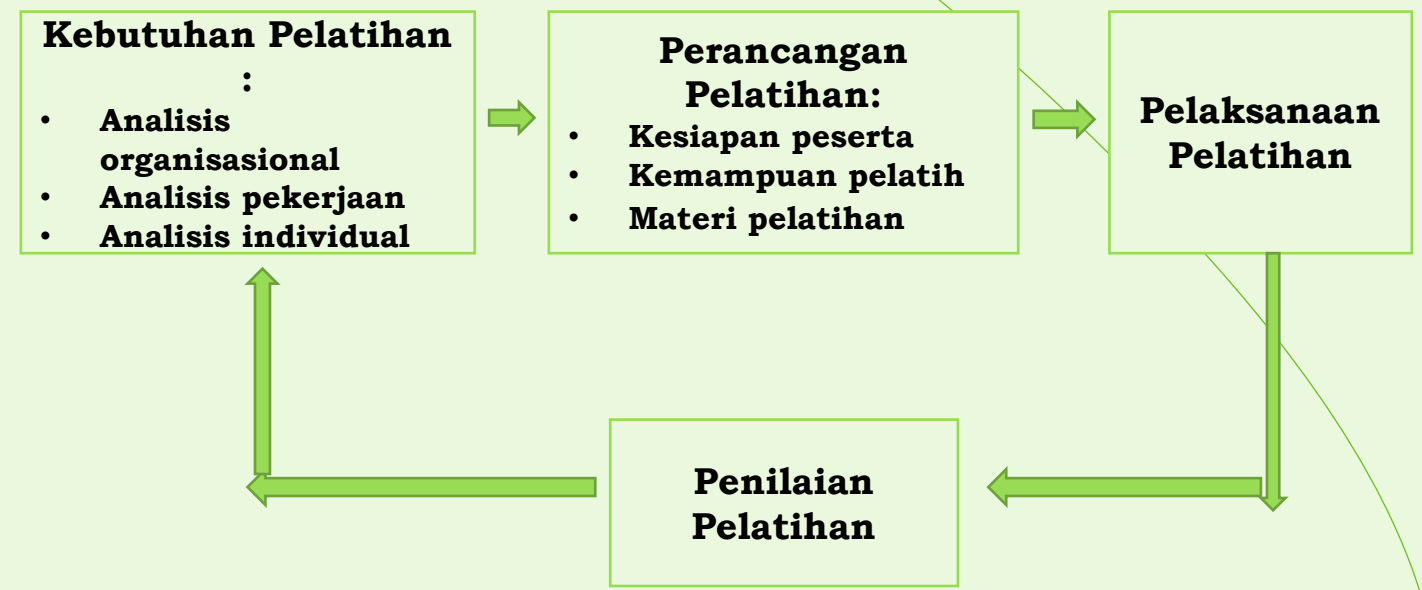 Kebutuhan Pelatihan
:
• Analisis
organisasional
• Analisis pekerjaan
• Analisis individual
Perancangan
Pelatihan:
• Kesiapan peserta
• Kemampuan pelatih
• Materi pelatihan
Pelaksanaan
Pelatihan
Penilaian
Pelatihan